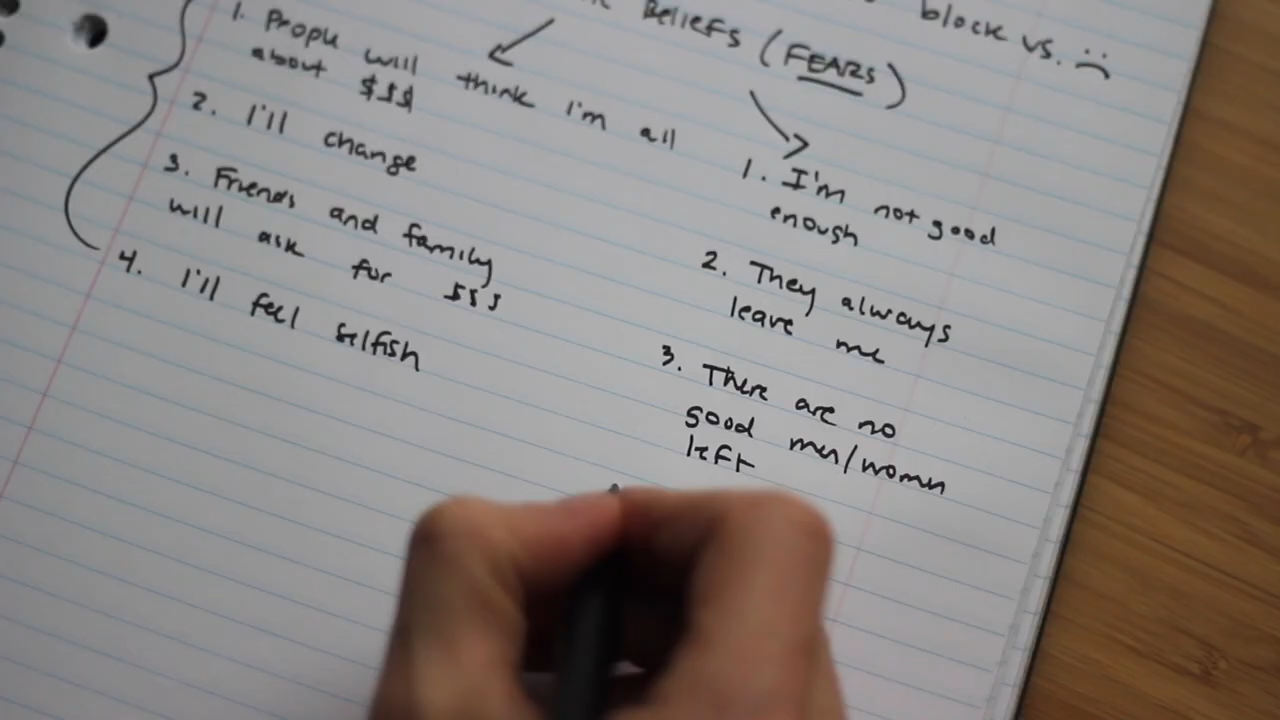 block vs. :(
Beliefs (FEARS)
1. People will think I'm all
about $$$
2. I'll change
3. Friends and family
will ask for $$$
4. I'll feel selfish
1. I'm not good
enough
2. They always
leave me
3. There are no
good men/women
left